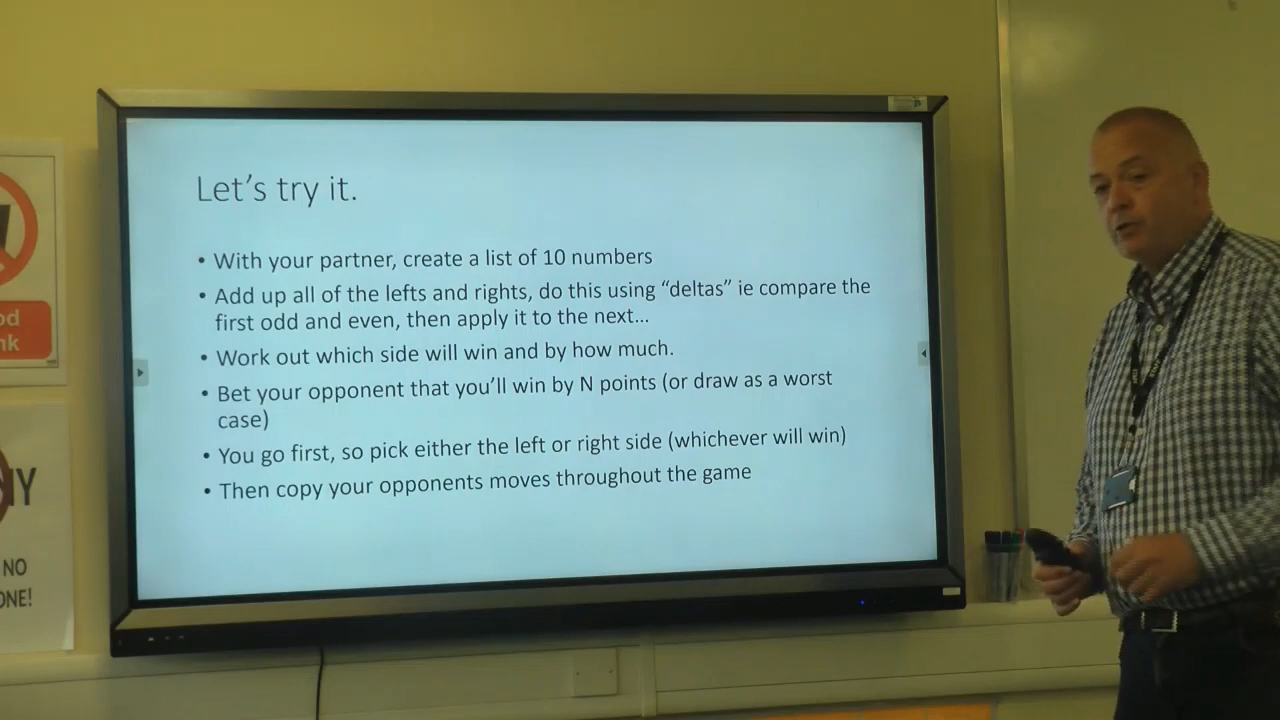 Let's try it.
• With your partner, create a list of 10 numbers
• Add up all of the lefts and rights, do this using “deltas” ie compare the
first odd and even, then apply it to the next...
• Work out which side will win and by how much.
• Bet your opponent that you'll win by N points (or draw as a worst
case)
• You go first, so pick either the left or right side (whichever will win)
• Then copy your opponents moves throughout the game
od
nk
NY
NO
ONE!